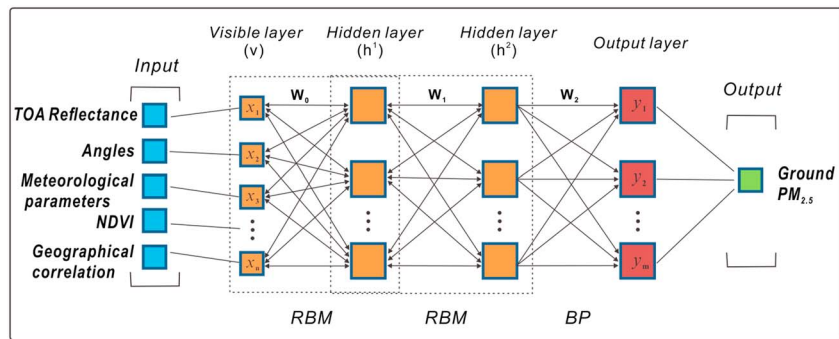 Visible layer
(v)
Hidden layer
(h¹)
Hidden layer
(h²)
Output layer
Input
Output
W₀
W₁
W₂
TOA Reflectance
Angles
Meteorological
parameters
NDVI
Geographical
correlation
x₁
x₂
x₃
xₙ
y₁
y₂
yₘ
Ground
PM₂.₅
RBM
RBM
BP